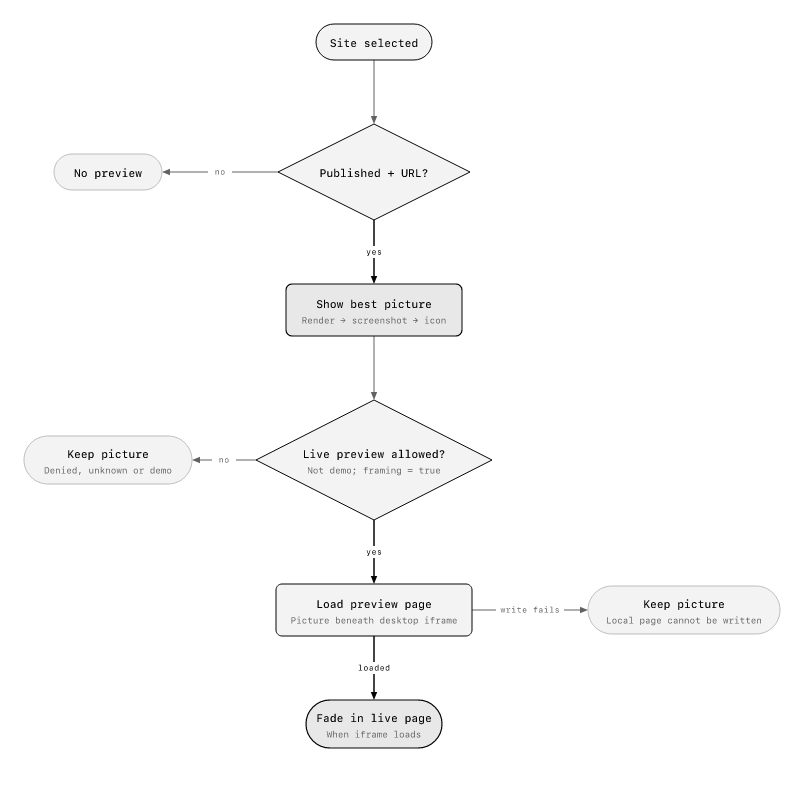 Site selected
Published + URL?
no
No preview
yes
Show best picture
Render → screenshot → icon
Live preview allowed?
Not demo; framing = true
no
Keep picture
Denied, unknown or demo
yes
Load preview page
Picture beneath desktop iframe
write fails
Keep picture
Local page cannot be written
loaded
Fade in live page
When iframe loads